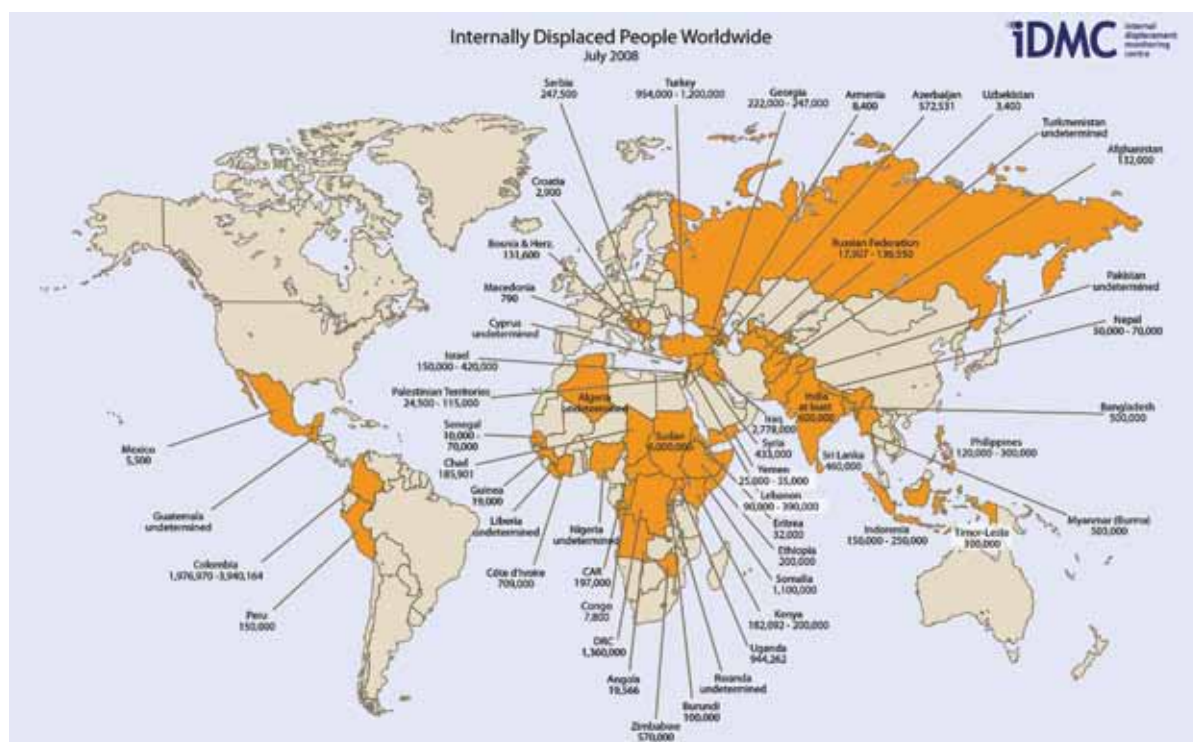 Internally Displaced People Worldwide
July 2008
iDMC
internal
displacement
monitoring
centre
Serbia
247,500
Turkey
954,000 - 1,200,000
Georgia
222,000 - 247,000
Armenia
8,400
Azerbaijan
572,531
Uzbekistan
3,400
Turkmenistan
undetermined
Afghanistan
132,000
Croatia
2,900
Bosnia & Herz.
131,600
Russian Federation
Macedonia
790
Pakistan
undetermined
Cyprus
undetermined
Nepal
50,000 - 70,000
Israel
150,000 - 420,000
Palestinian Territories
24,500 - 115,000
Algeria
undetermined
India
at least
600,000
Bangladesh
500,000
Senegal
10,000 -
70,000
Sudan
Iraq
2,778,000
Syria
433,000
Sri Lanka
460,000
Philippines
120,000 - 300,000
Mexico
5,500
Chad
185,901
Yemen
25,000 - 35,000
Guinea
19,000
Lebanon
90,000 - 390,000
Guatemala
undetermined
Liberia
undetermined
Nigeria
undetermined
Eritrea
32,000
Indonesia
150,000 - 250,000
Timor-Leste
100,000
Myanmar (Burma)
503,000
Ethiopia
200,000
Colombia
1,976,970 -3,940,164
Côte d'Ivoire
709,000
CAR
197,000
Somalia
1,100,000
Peru
150,000
Congo
7,800
Kenya
182,092 - 200,000
DRC
1,360,000
Uganda
944,262
Angola
19,566
Rwanda
undetermined
Burundi
100,000
Zimbabwe
570,000